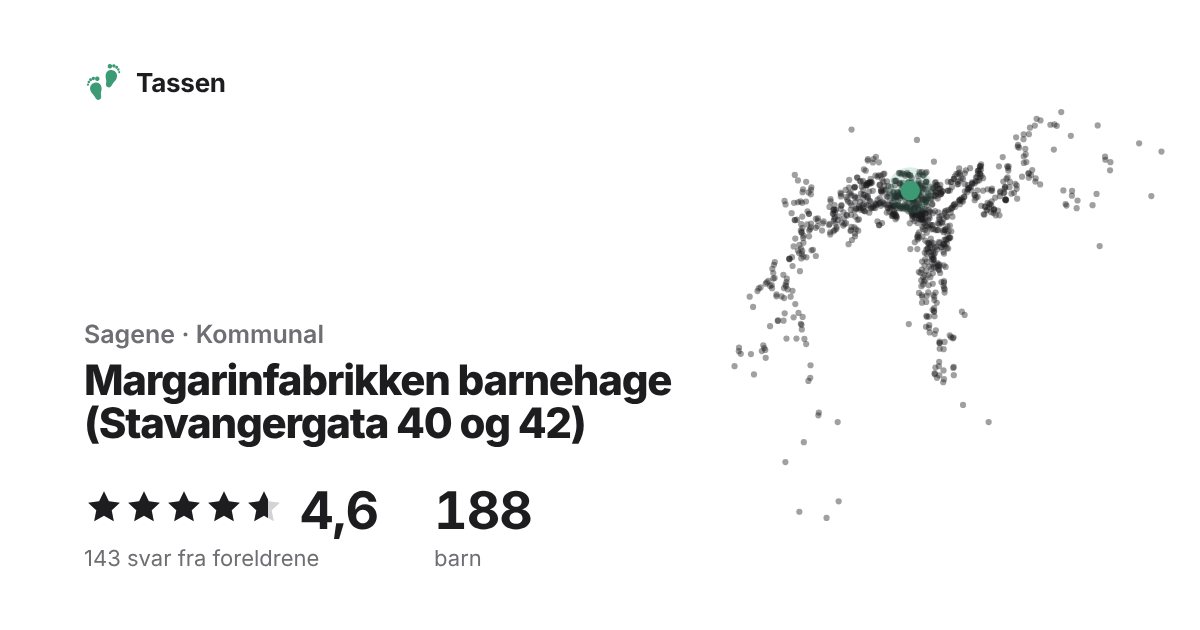 Tassen
Sagene · Kommunal
Margarinfabrikken barnehage
(Stavangergata 40 og 42)
4,6
143 svar fra foreldrene
188
barn